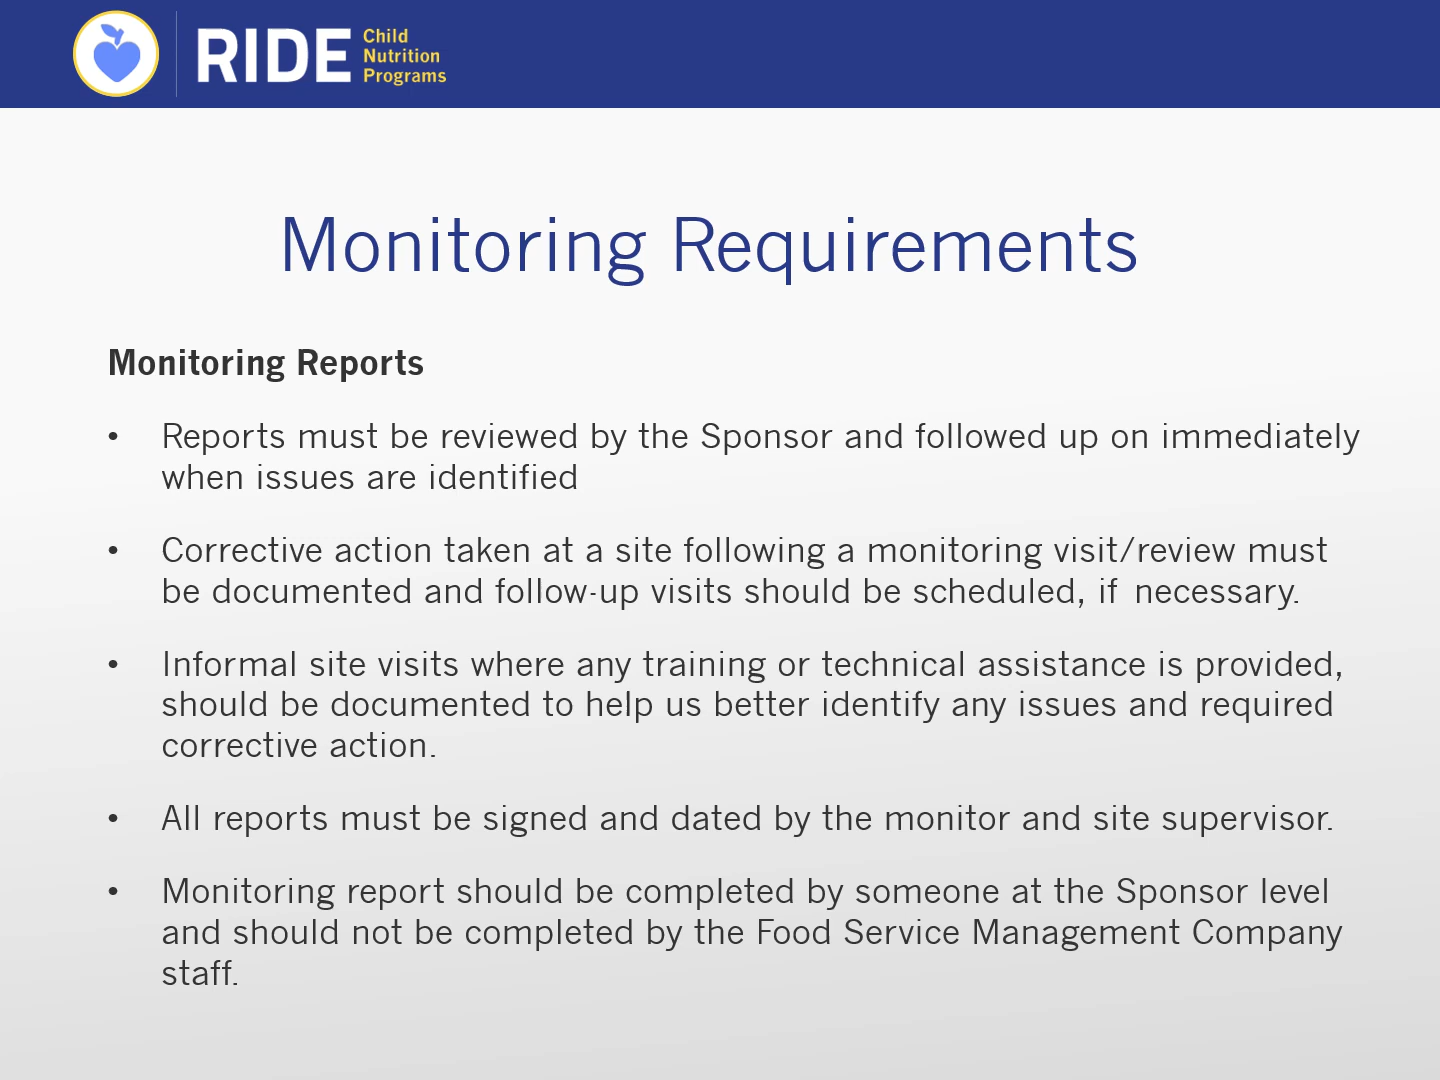 RIDE
Child
Nutrition
Programs
Monitoring Requirements
Monitoring Reports
• Reports must be reviewed by the Sponsor and followed up on immediately
when issues are identified
• Corrective action taken at a site following a monitoring visit/review must
be documented and follow-up visits should be scheduled, if necessary.
• Informal site visits where any training or technical assistance is provided,
should be documented to help us better identify any issues and required
corrective action.
• All reports must be signed and dated by the monitor and site supervisor.
• Monitoring report should be completed by someone at the Sponsor level
and should not be completed by the Food Service Management Company
staff.